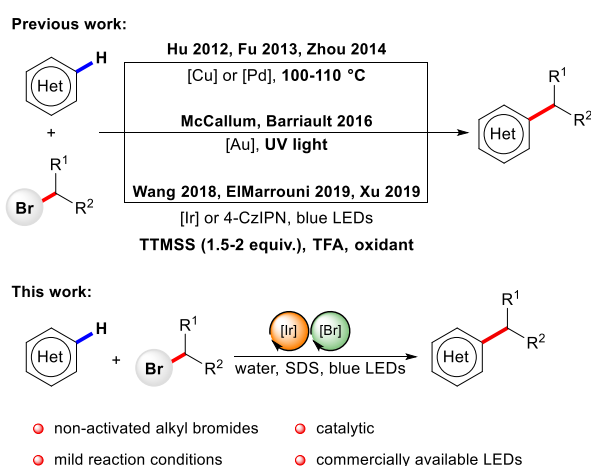 Previous work:
H
Het
+
R1
Br
R2
Hu 2012, Fu 2013, Zhou 2014
[Cu] or [Pd], 100-110 °C
McCallum, Barriault 2016
[Au], UV light
Wang 2018, ElMarrouni 2019, Xu 2019
[Ir] or 4-CzIPN, blue LEDs
TTMSS (1.5-2 equiv.), TFA, oxidant
R1
Het
R2
This work:
H
Het
+
R1
Br
R2
[Ir] [Br]
water, SDS, blue LEDs
R1
Het
R2
non-activated alkyl bromides
catalytic
mild reaction conditions
commercially available LEDs